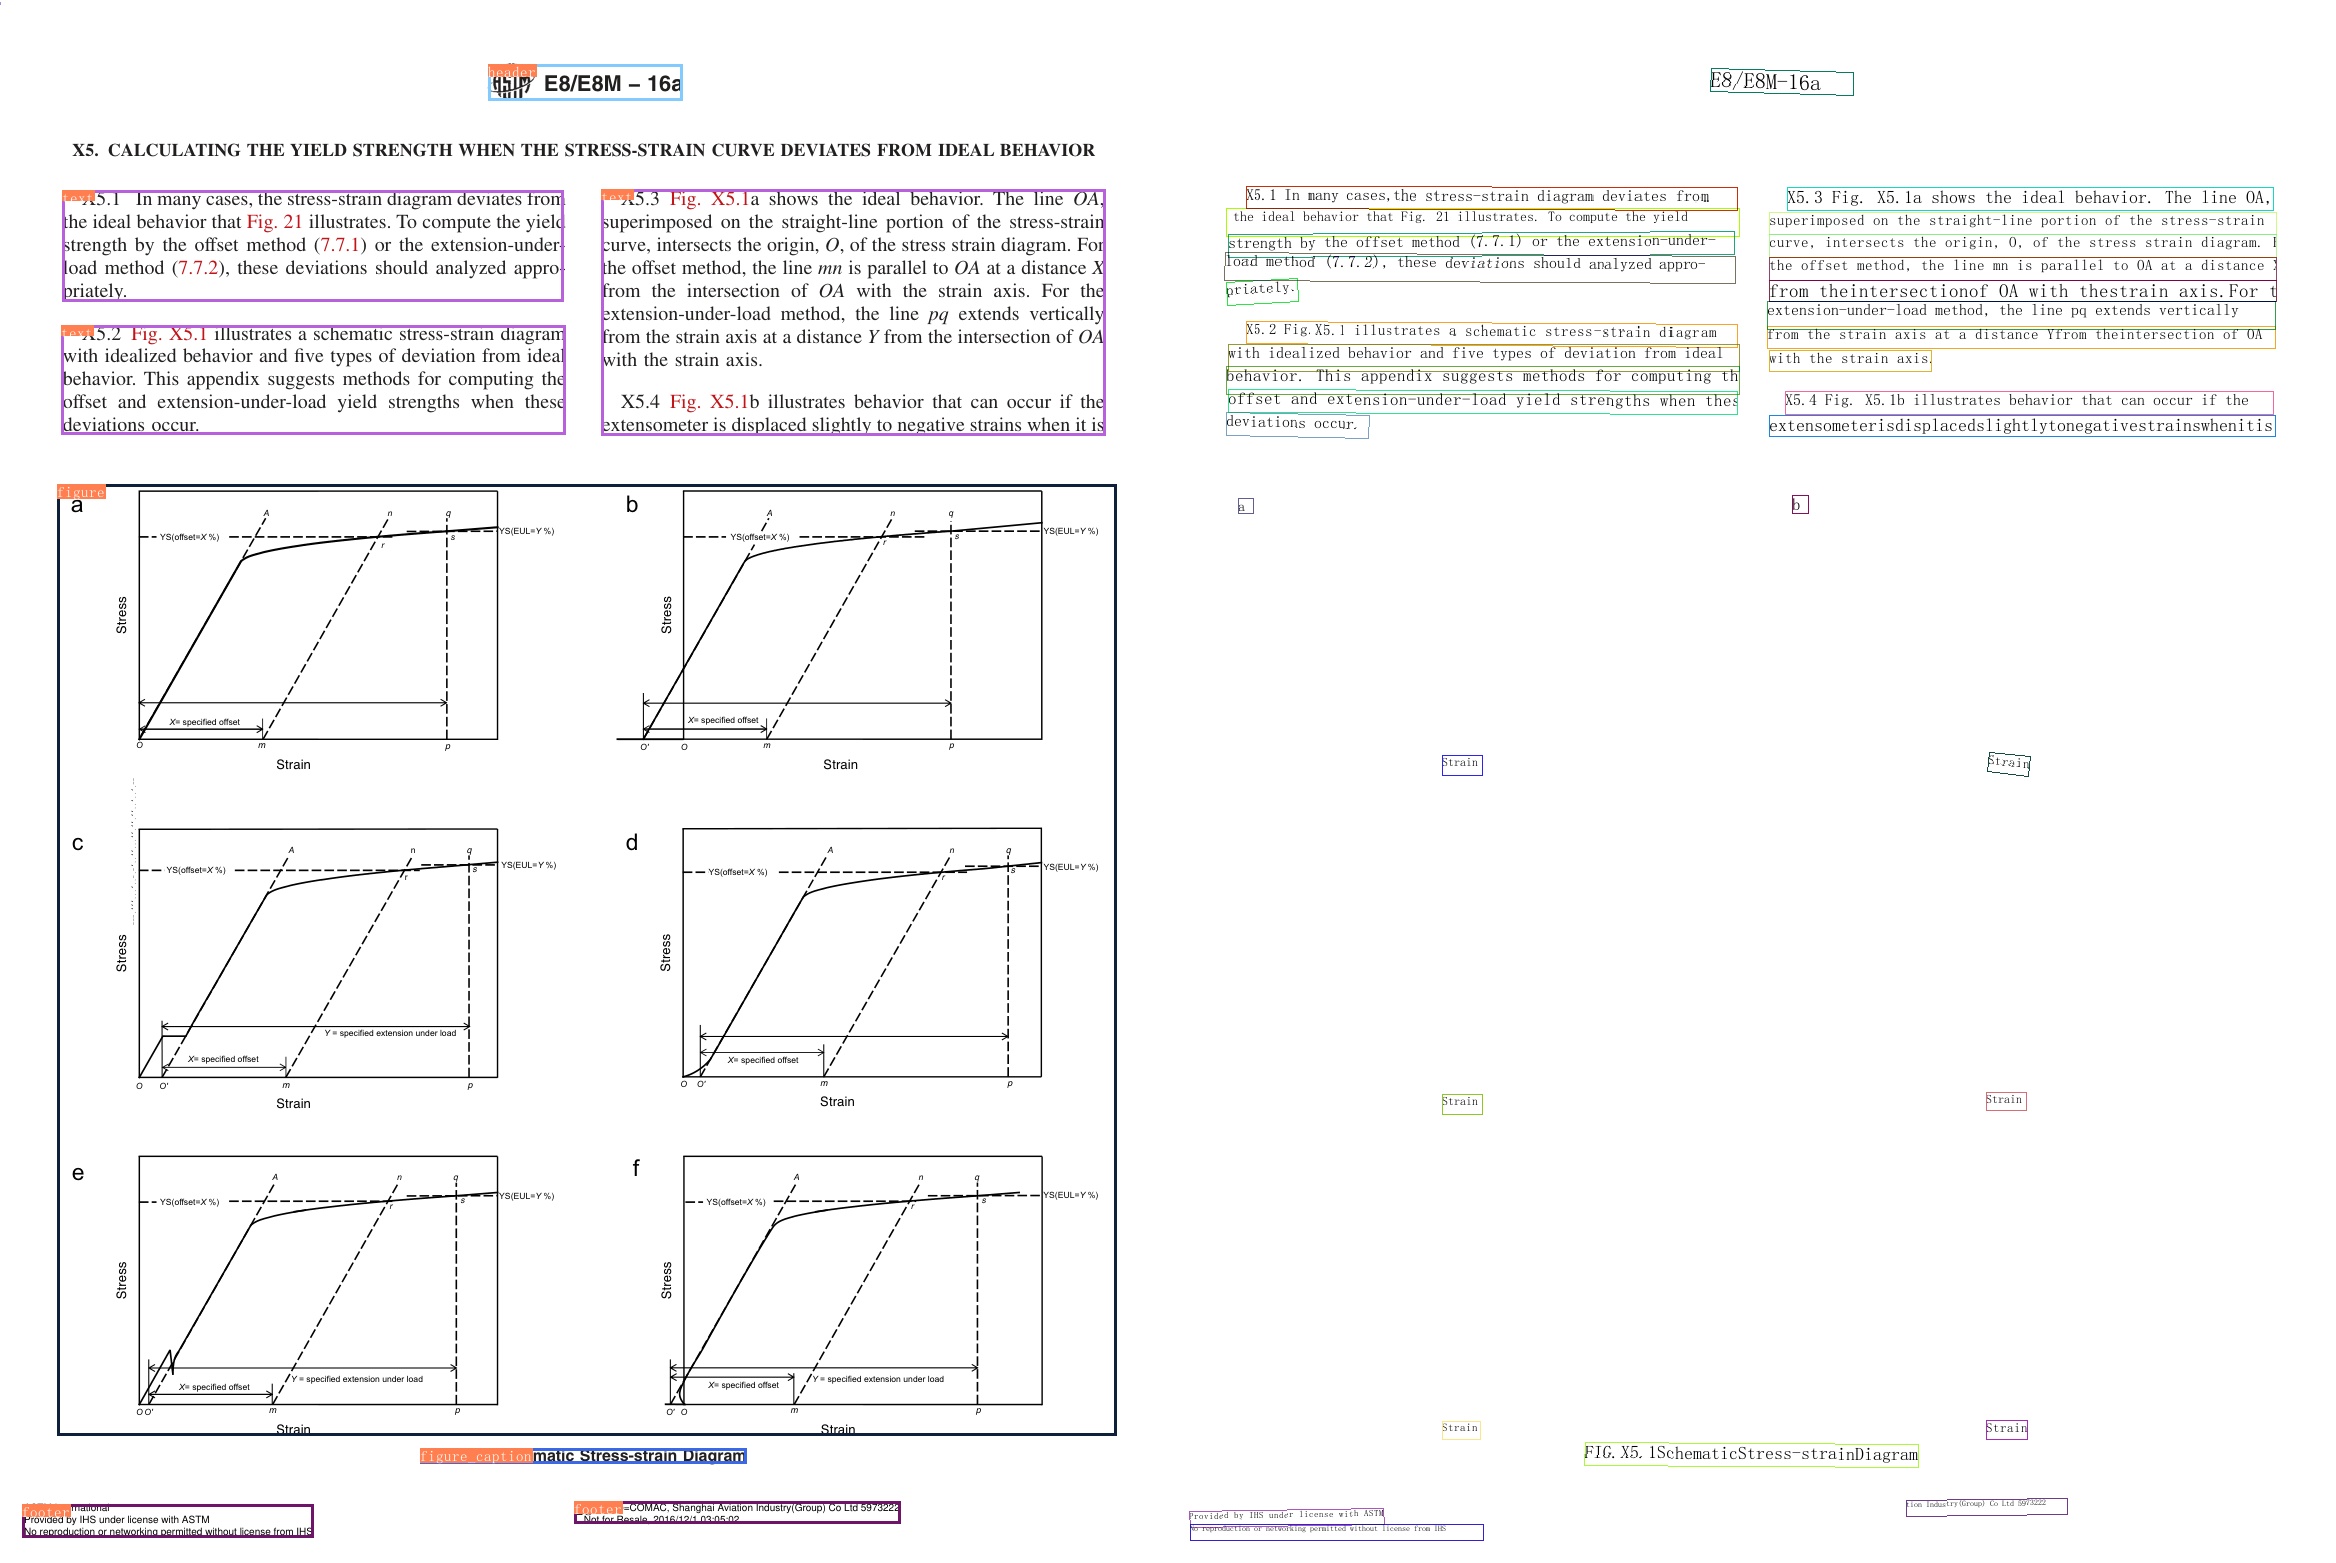 header
E8/E8M – 16a
X5. CALCULATING THE YIELD STRENGTH WHEN THE STRESS-STRAIN CURVE DEVIATES FROM IDEAL BEHAVIOR
text
X5.1 In many cases, the stress-strain diagram deviates from
the ideal behavior that Fig. 21 illustrates. To compute the yield
strength by the offset method (7.7.1) or the extension-under-
load method (7.7.2), these deviations should analyzed appro-
priately.
text
X5.2 Fig. X5.1 illustrates a schematic stress-strain diagram
with idealized behavior and five types of deviation from ideal
behavior. This appendix suggests methods for computing the
offset and extension-under-load yield strengths when these
deviations occur.
text
X5.3 Fig. X5.1a shows the ideal behavior. The line OA,
superimposed on the straight-line portion of the stress-strain
curve, intersects the origin, O, of the stress strain diagram. For
the offset method, the line mn is parallel to OA at a distance X
from the intersection of OA with the strain axis. For the
extension-under-load method, the line pq extends vertically
from the strain axis at a distance Y from the intersection of OA
with the strain axis.
X5.4 Fig. X5.1b illustrates behavior that can occur if the
extensometer is displaced slightly to negative strains when it is
figure
a
A n q
YS(offset=X %) r s YS(EUL=Y %)
Stress
X= specified offset
O m p
Strain
b
A n q
YS(offset=X %) r s YS(EUL=Y %)
Stress
X= specified offset
O' O m p
Strain
c
A n q
YS(offset=X %) r s YS(EUL=Y %)
Stress
Y = specified extension under load
X= specified offset
O O' m p
Strain
d
A n q
YS(offset=X %) r s YS(EUL=Y %)
Stress
X= specified offset
O O' m p
Strain
e
A n q
YS(offset=X %) r s YS(EUL=Y %)
Stress
Y = specified extension under load
X= specified offset
O O' m p
Strain
f
A n q
YS(offset=X %) r s YS(EUL=Y %)
Stress
Y = specified extension under load
X= specified offset
O' O m p
Strain
figure_caption
matic Stress-strain Diagram
footer
Provided by IHS under license with ASTM
No reproduction or networking permitted without license from IHS
footer
=COMAC, Shanghai Aviation Industry(Group) Co Ltd 5973222
Not for Resale, 2016/12/1 03:05:02
E8/E8M-16a
X5.1 In many cases,the stress-strain diagram deviates from
the ideal behavior that Fig. 21 illustrates. To compute the yield
strength by the offset method (7.7.1) or the extension-under-
load method (7.7.2), these deviations should analyzed appro-
priately.
X5.2 Fig.X5.1 illustrates a schematic stress-strain diagram
with idealized behavior and five types of deviation from ideal
behavior. This appendix suggests methods for computing th
offset and extension-under-load yield strengths when thes
deviations occur.
X5.3 Fig. X5.1a shows the ideal behavior. The line OA,
superimposed on the straight-line portion of the stress-strain
curve, intersects the origin, O, of the stress strain diagram.
the offset method, the line mn is parallel to OA at a distance
from theintersectionof OA with thestrain axis.For t
extension-under-load method, the line pq extends vertically
from the strain axis at a distance Yfrom theintersection of OA
with the strain axis.
X5.4 Fig. X5.1b illustrates behavior that can occur if the
extensometerisdisplacedslightlytonegativestrainswhenitis
a
b
Strain
Strain
Strain
Strain
Strain
Strain
FIG.X5.1SchematicStress-strainDiagram
Provided by IHS under license with ASTM
No reproduction or networking permitted without license from IHS
tion Industry(Group) Co Ltd 5973222